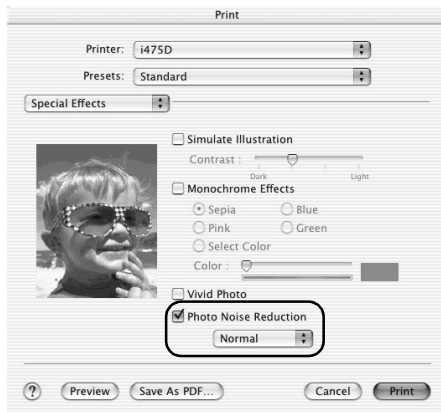 Print
Printer: i475D
Presets: Standard
Special Effects
Simulate Illustration
Contrast :
Dark Light
Monochrome Effects
Sepia Blue
Pink Green
Select Color
Color :
Vivid Photo
Photo Noise Reduction
Normal
? Preview Save As PDF... Cancel Print